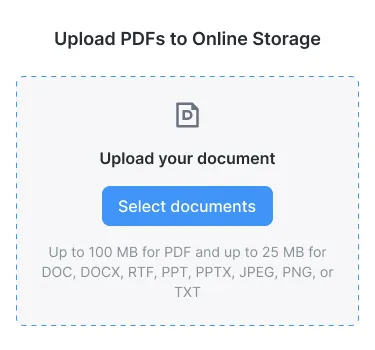 Upload PDFs to Online Storage
D
Upload your document
Select documents
Up to 100 MB for PDF and up to 25 MB for
DOC, DOCX, RTF, PPT, PPTX, JPEG, PNG, or
TXT